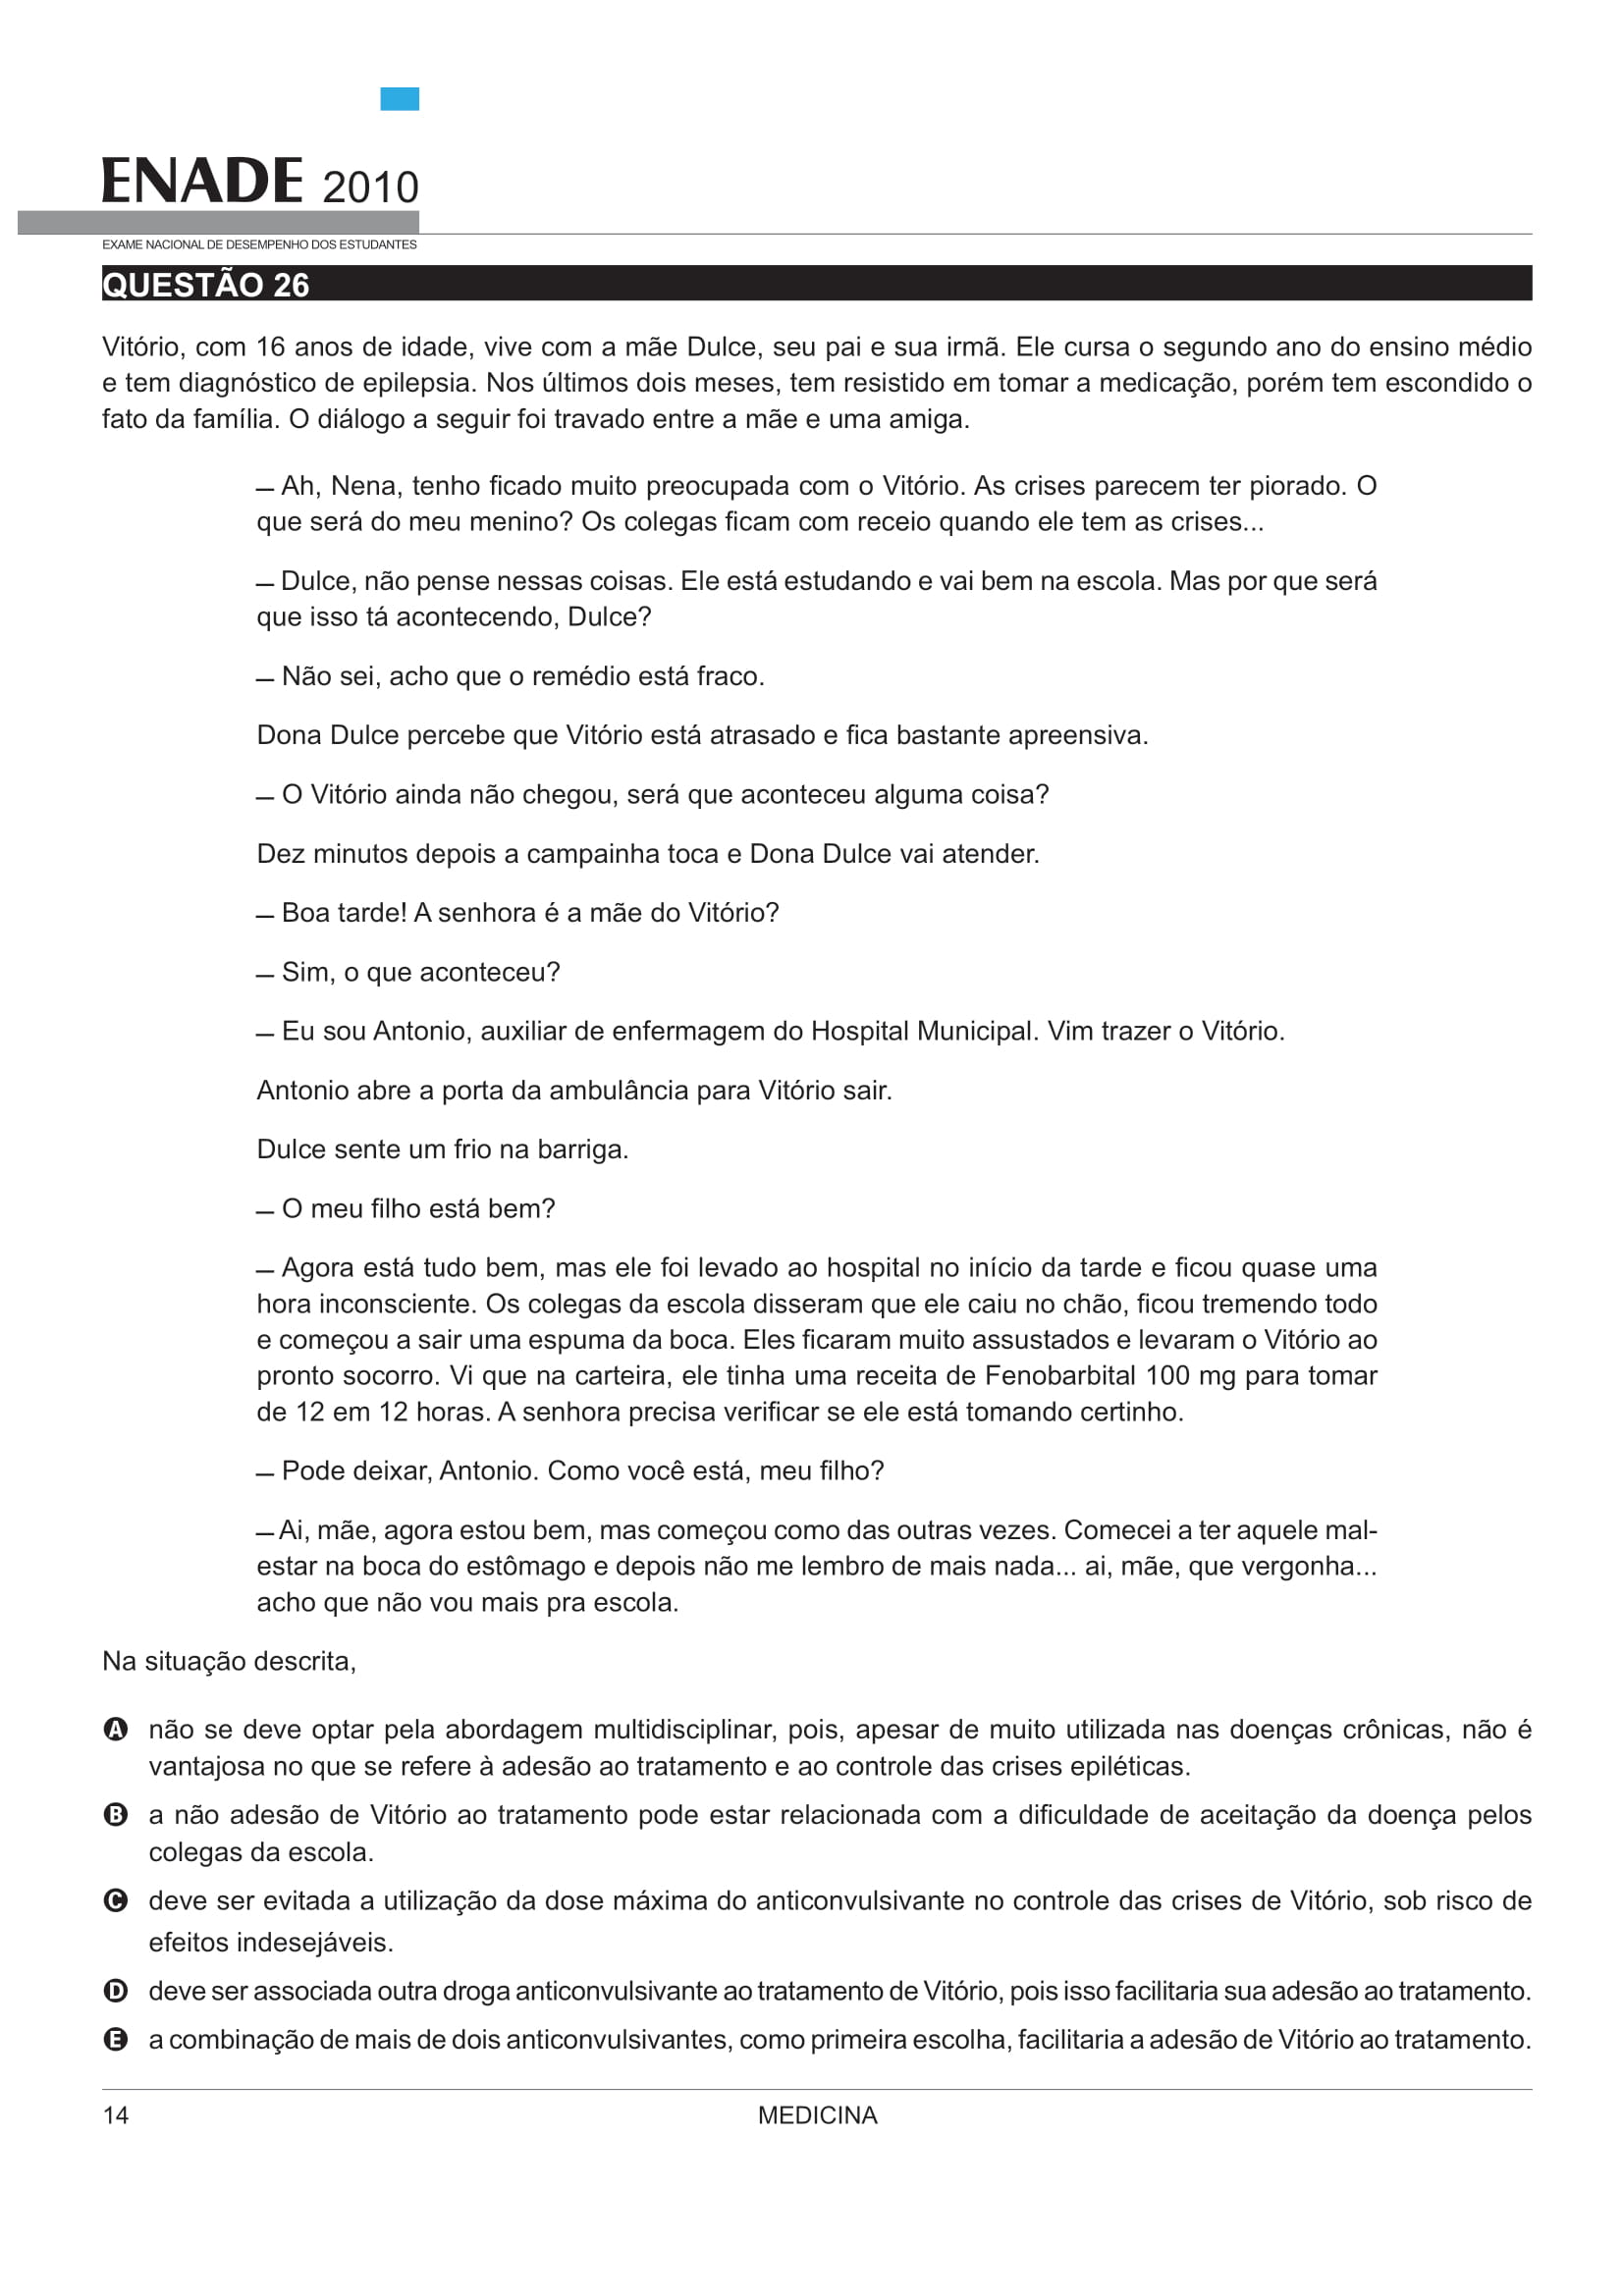 ENADE 2010
EXAME NACIONAL DE DESEMPENHO DOS ESTUDANTES
QUESTÃO 26
Vitório, com 16 anos de idade, vive com a mãe Dulce, seu pai e sua irmã. Ele cursa o segundo ano do ensino médio
e tem diagnóstico de epilepsia. Nos últimos dois meses, tem resistido em tomar a medicação, porém tem escondido o
fato da família. O diálogo a seguir foi travado entre a mãe e uma amiga.
– Ah, Nena, tenho ficado muito preocupada com o Vitório. As crises parecem ter piorado. O
que será do meu menino? Os colegas ficam com receio quando ele tem as crises...
– Dulce, não pense nessas coisas. Ele está estudando e vai bem na escola. Mas por que será
que isso tá acontecendo, Dulce?
– Não sei, acho que o remédio está fraco.
Dona Dulce percebe que Vitório está atrasado e fica bastante apreensiva.
– O Vitório ainda não chegou, será que aconteceu alguma coisa?
Dez minutos depois a campainha toca e Dona Dulce vai atender.
– Boa tarde! A senhora é a mãe do Vitório?
– Sim, o que aconteceu?
– Eu sou Antonio, auxiliar de enfermagem do Hospital Municipal. Vim trazer o Vitório.
Antonio abre a porta da ambulância para Vitório sair.
Dulce sente um frio na barriga.
– O meu filho está bem?
– Agora está tudo bem, mas ele foi levado ao hospital no início da tarde e ficou quase uma
hora inconsciente. Os colegas da escola disseram que ele caiu no chão, ficou tremendo todo
e começou a sair uma espuma da boca. Eles ficaram muito assustados e levaram o Vitório ao
pronto socorro. Vi que na carteira, ele tinha uma receita de Fenobarbital 100 mg para tomar
de 12 em 12 horas. A senhora precisa verificar se ele está tomando certinho.
– Pode deixar, Antonio. Como você está, meu filho?
– Ai, mãe, agora estou bem, mas começou como das outras vezes. Comecei a ter aquele mal-
estar na boca do estômago e depois não me lembro de mais nada... ai, mãe, que vergonha...
acho que não vou mais pra escola.
Na situação descrita,
A não se deve optar pela abordagem multidisciplinar, pois, apesar de muito utilizada nas doenças crônicas, não é
vantajosa no que se refere à adesão ao tratamento e ao controle das crises epiléticas.
B a não adesão de Vitório ao tratamento pode estar relacionada com a dificuldade de aceitação da doença pelos
colegas da escola.
C deve ser evitada a utilização da dose máxima do anticonvulsivante no controle das crises de Vitório, sob risco de
efeitos indesejáveis.
D deve ser associada outra droga anticonvulsivante ao tratamento de Vitório, pois isso facilitaria sua adesão ao tratamento.
E a combinação de mais de dois anticonvulsivantes, como primeira escolha, facilitaria a adesão de Vitório ao tratamento.
14
MEDICINA